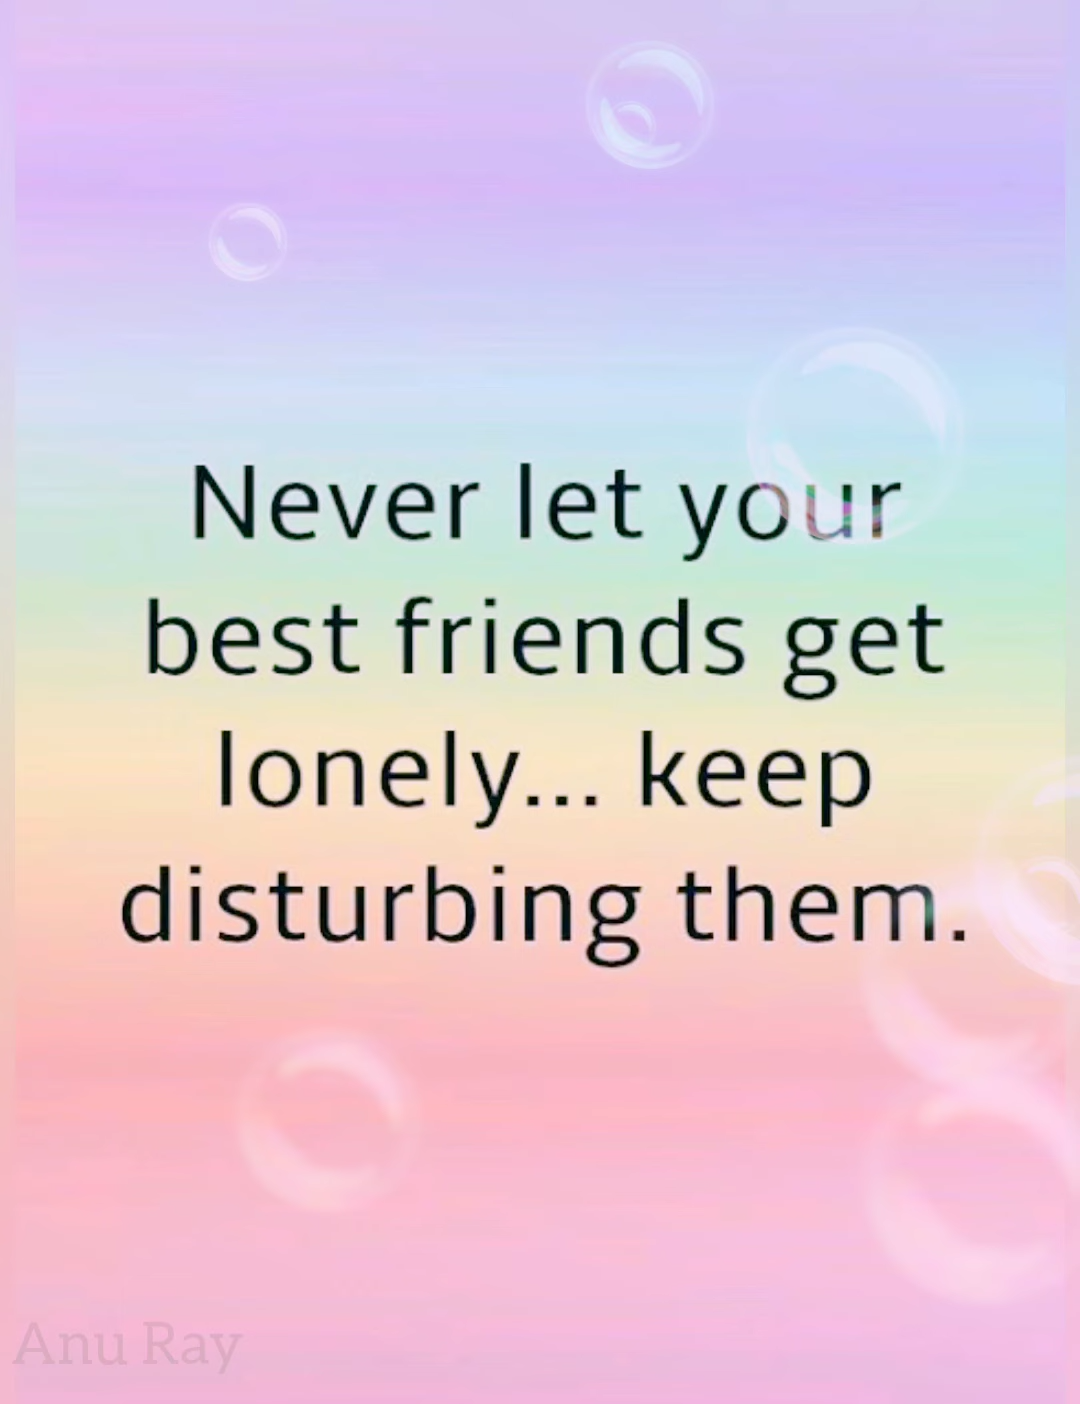 Never let your
best friends get
lonely... keep
disturbing them.
Anu Ray